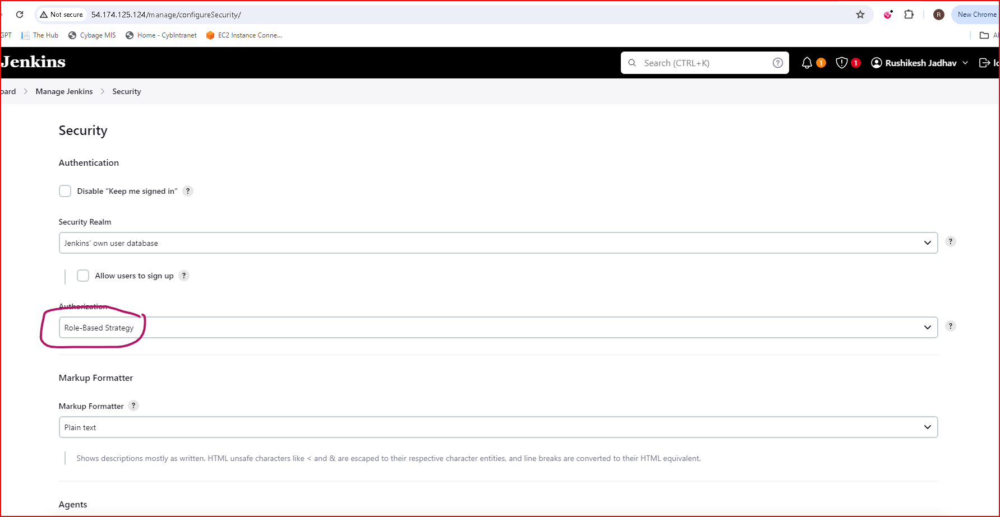 Not secure 54.174.125.124/manage/configureSecurity/ R New Chrome
GPT The Hub Cybage MIS Home - CybIntranet EC2 Instance Conne...
Jenkins Search (CTRL+K) ? 1 1 Rushikesh Jadhav
Manage Jenkins > Security
Security
Authentication
Disable “Keep me signed in” ?
Security Realm
Jenkins’ own user database ?
Allow users to sign up ?
Authorization
Role-Based Strategy ?
Markup Formatter
Markup Formatter ?
Plain text
Shows descriptions mostly as written. HTML unsafe characters like < and & are escaped to their respective character entities, and line breaks are converted to their HTML equivalent.
Agents